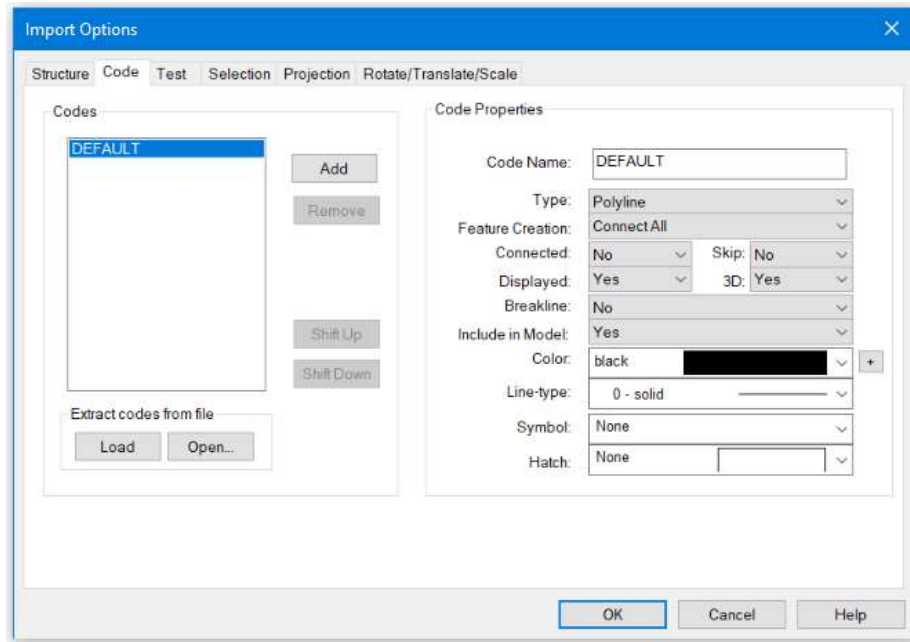 Import Options
Structure Code Test Selection Projection Rotate/Translate/Scale
Codes
DEFAULT
Add
Remove
Shift Up
Shift Down
Extract codes from file
Load Open...
Code Properties
Code Name: DEFAULT
Type: Polyline
Feature Creation: Connect All
Connected: No Skip: No
Displayed: Yes 3D: Yes
Breakline: No
Include in Model: Yes
Color: black +
Line-type: 0 - solid
Symbol: None
Hatch: None
OK Cancel Help